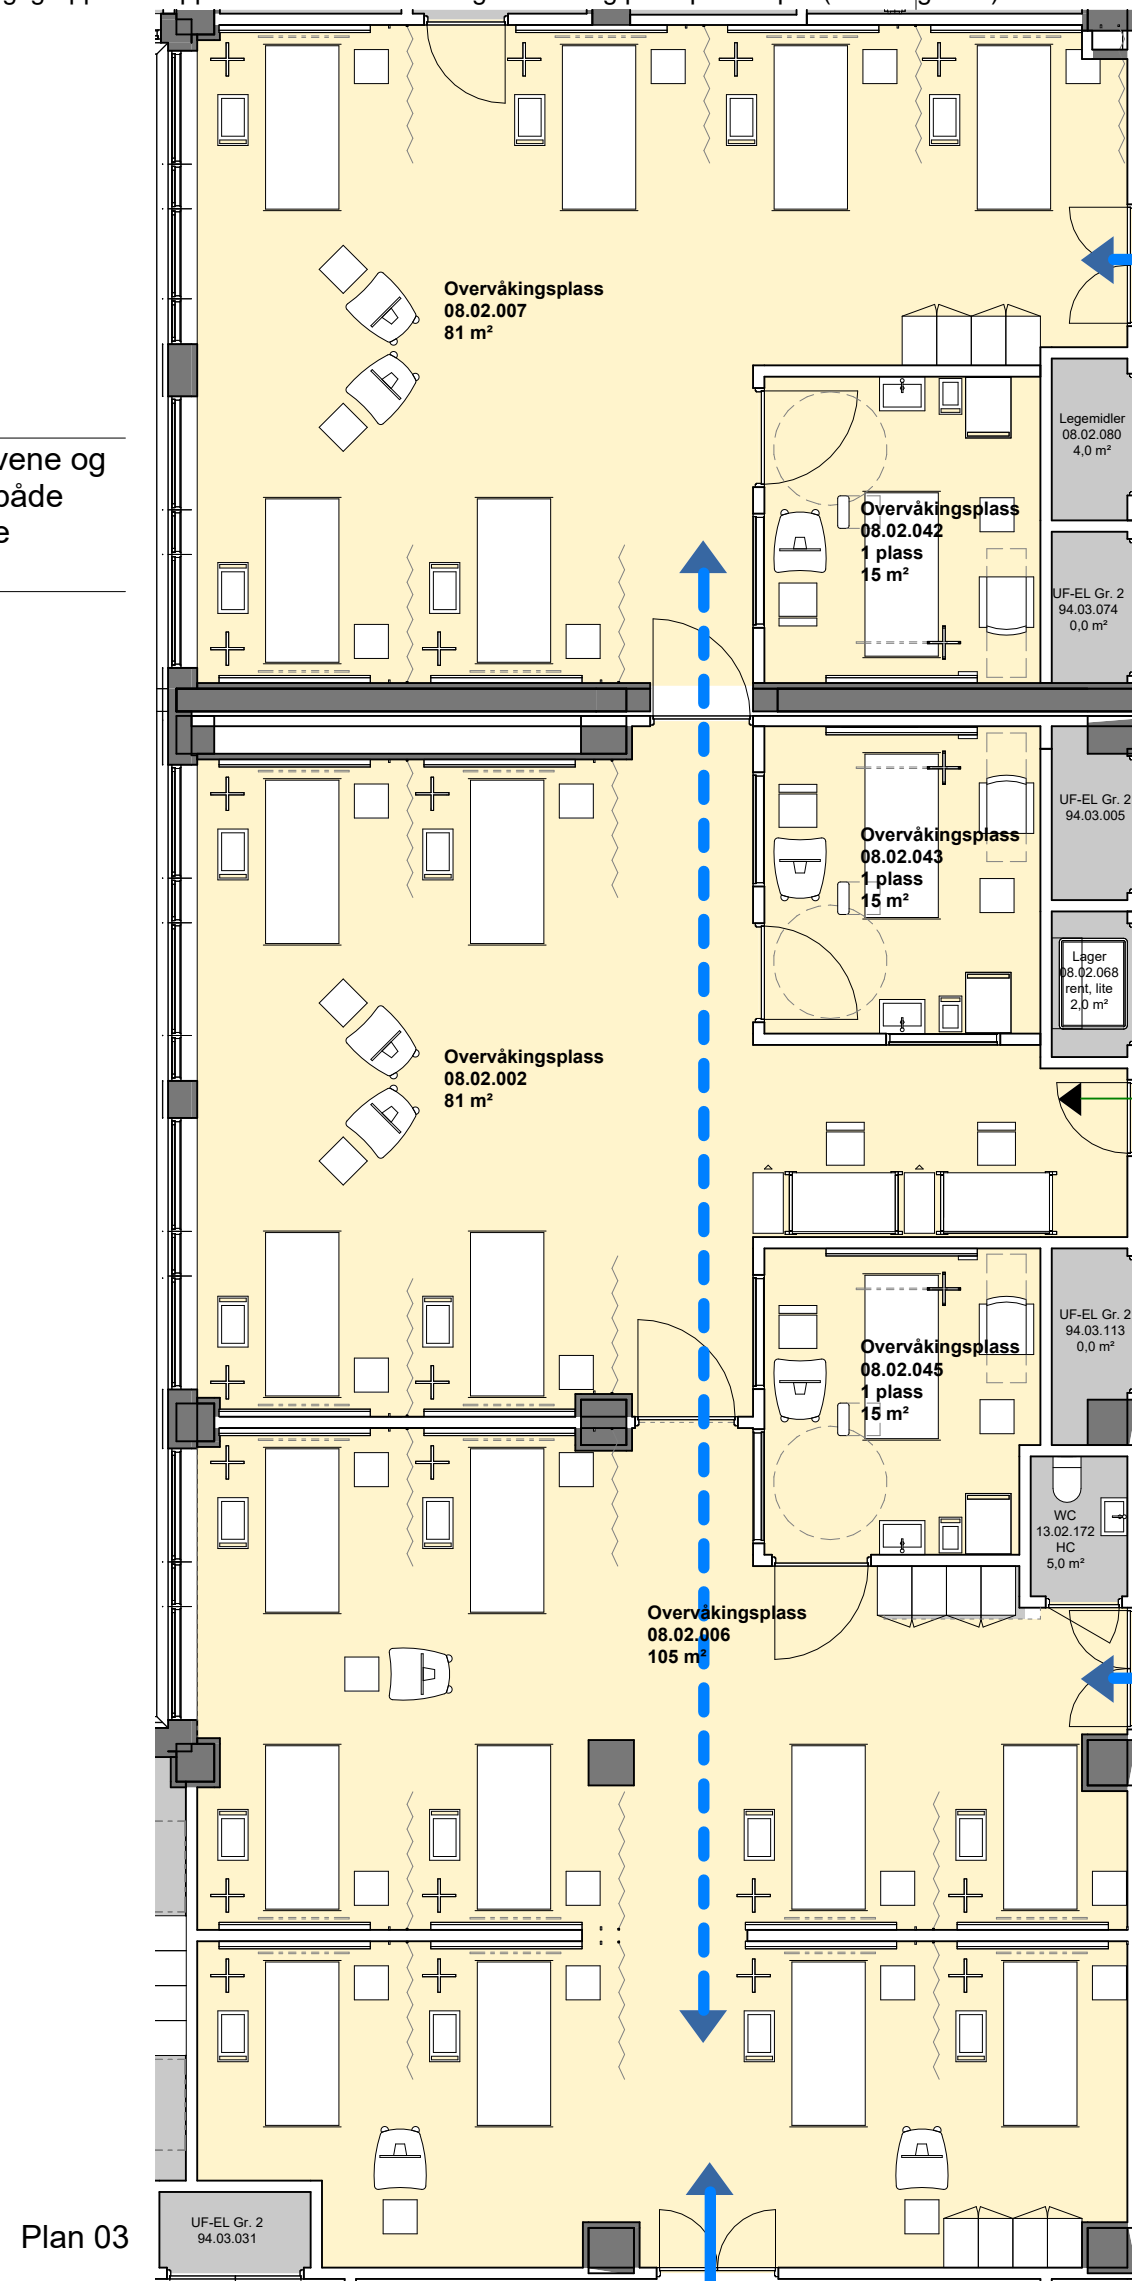 Overvåkingsplass
08.02.007
81 m²
vene og
både
e
Legemidler
08.02.080
4,0 m²
Overvåkingsplass
08.02.042
1 plass
15 m²
UF-EL Gr. 2
94.03.074
0,0 m²
UF-EL Gr. 2
94.03.005
Overvåkingsplass
08.02.043
1 plass
15 m²
Lager
08.02.068
rent, lite
2,0 m²
Overvåkingsplass
08.02.002
81 m²
UF-EL Gr. 2
94.03.113
0,0 m²
Overvåkingsplass
08.02.045
1 plass
15 m²
WC
13.02.172
HC
5,0 m²
Overvåkingsplass
08.02.006
105 m²
UF-EL Gr. 2
94.03.031
Plan 03